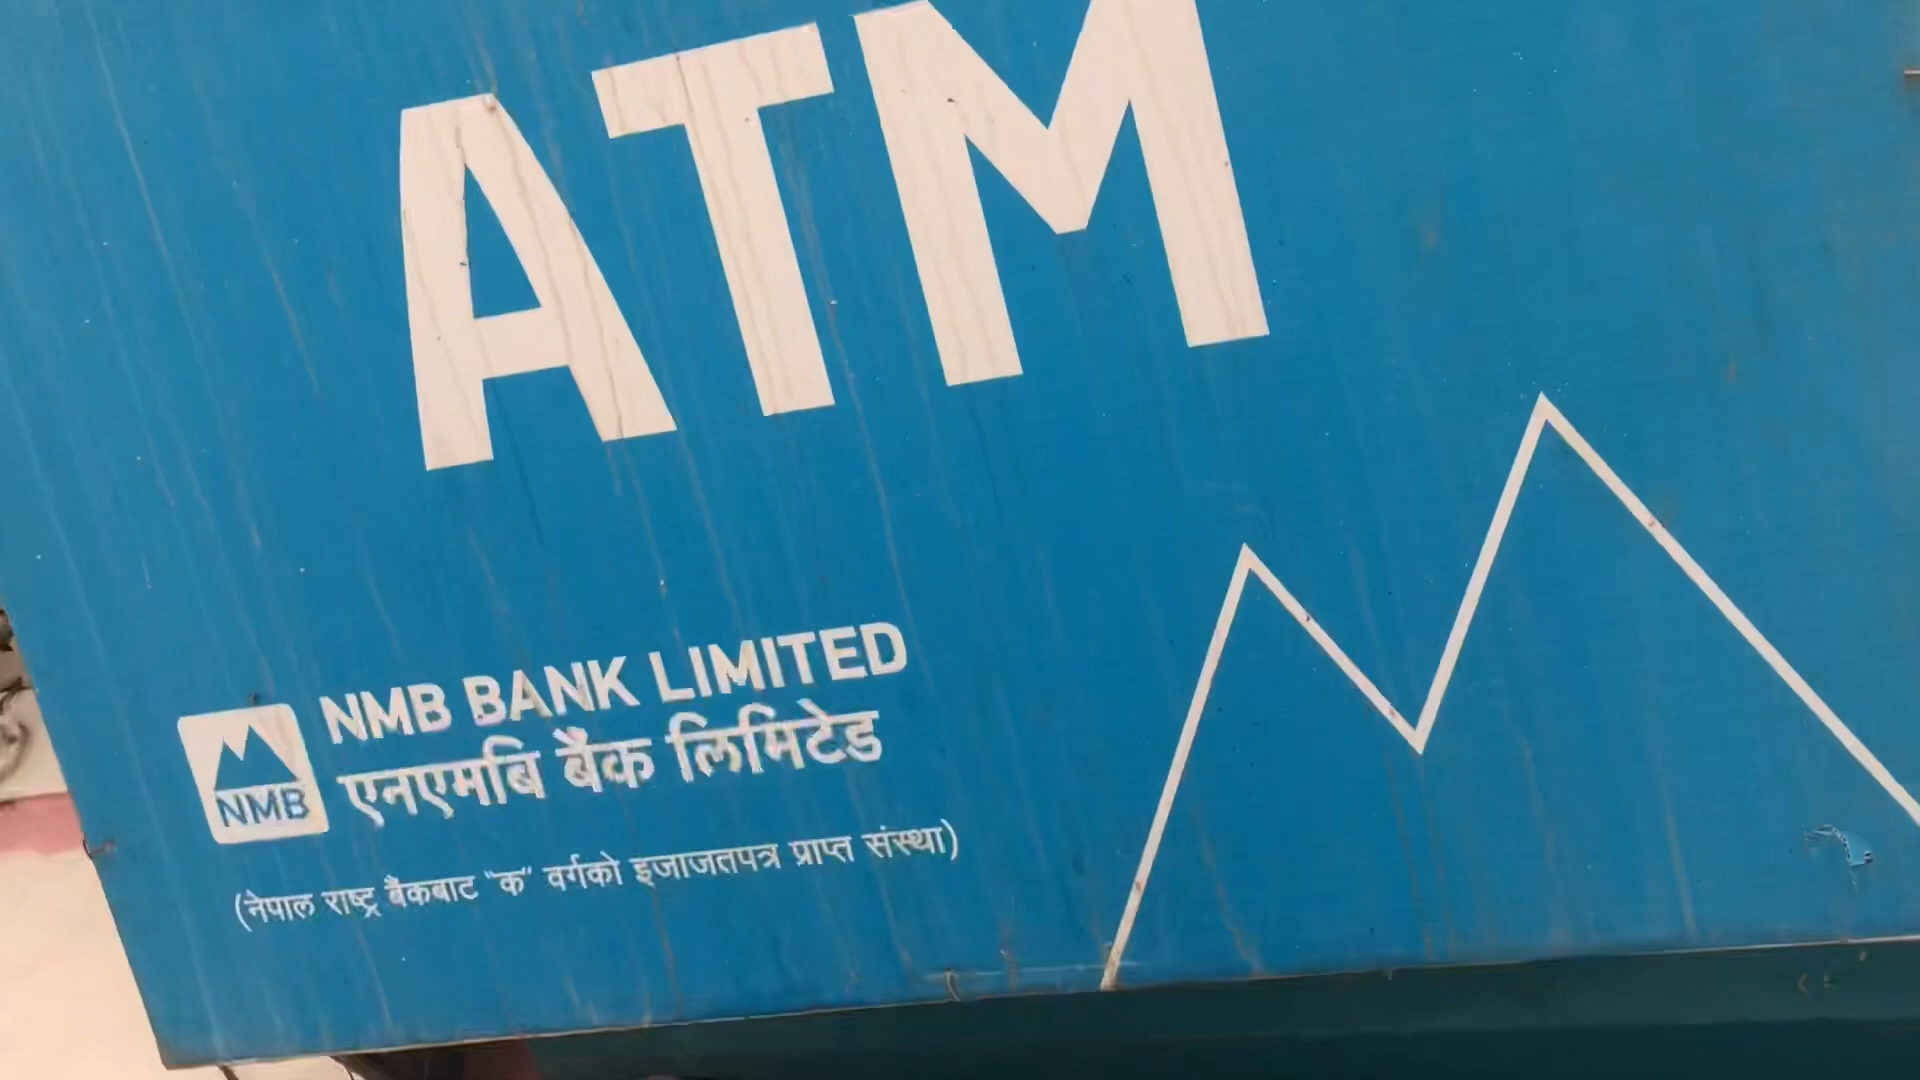 ATM
NMB BANK LIMITED
एनएमबि बैंक लिमिटेड
NMB
(नेपाल राष्ट्र बैंकबाट "क" वर्गको इजाजतपत्र प्राप्त संस्था)